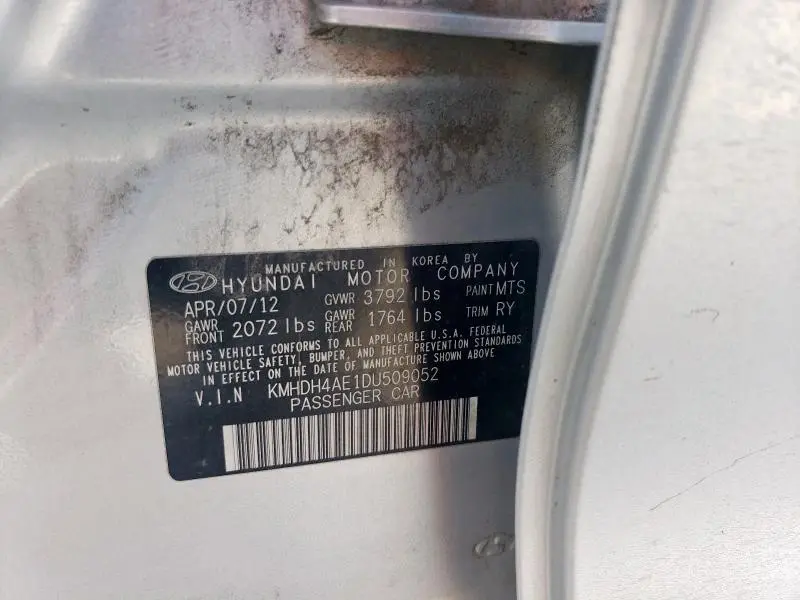 MANUFACTURED IN KOREA BY
HYUNDAI MOTOR COMPANY
APR/07/12 GVWR 3792 lbs PAINT MTS
GAWR FRONT 2072 lbs GAWR REAR 1764 lbs TRIM RY
THIS VEHICLE CONFORMS TO ALL APPLICABLE U.S.A. FEDERAL
MOTOR VEHICLE SAFETY, BUMPER, AND THEFT PREVENTION STANDARDS
IN EFFECT ON THE DATE OF MANUFACTURE SHOWN ABOVE
V.I.N KMHDH4AE1DU509052
PASSENGER CAR